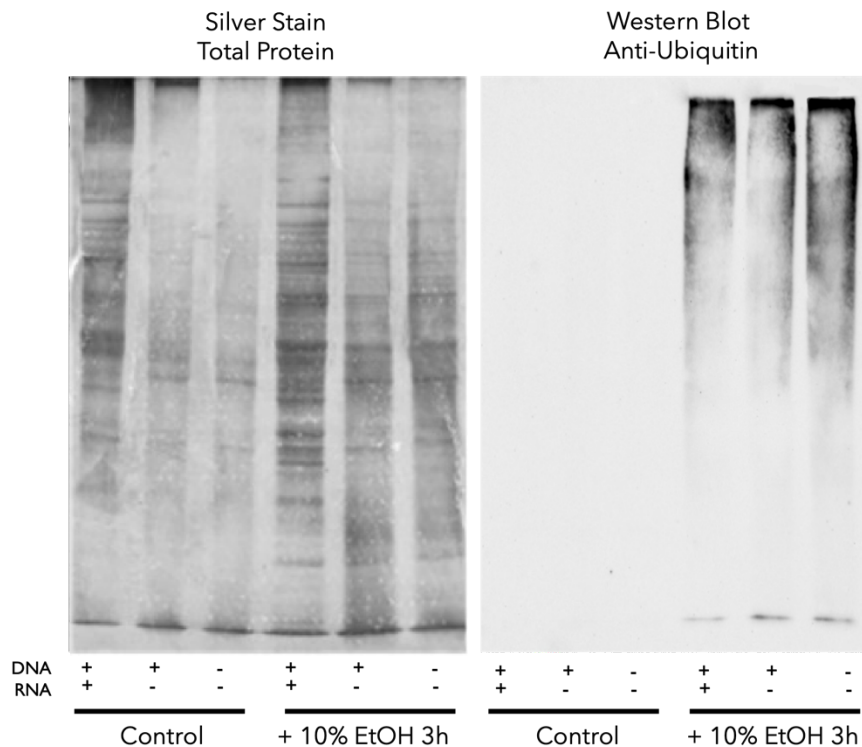 Silver Stain
Total Protein
Western Blot
Anti-Ubiquitin
DNA + + - + + - + + - + + -
RNA + - - + - - + - - + - -
Control + 10% EtOH 3h Control + 10% EtOH 3h